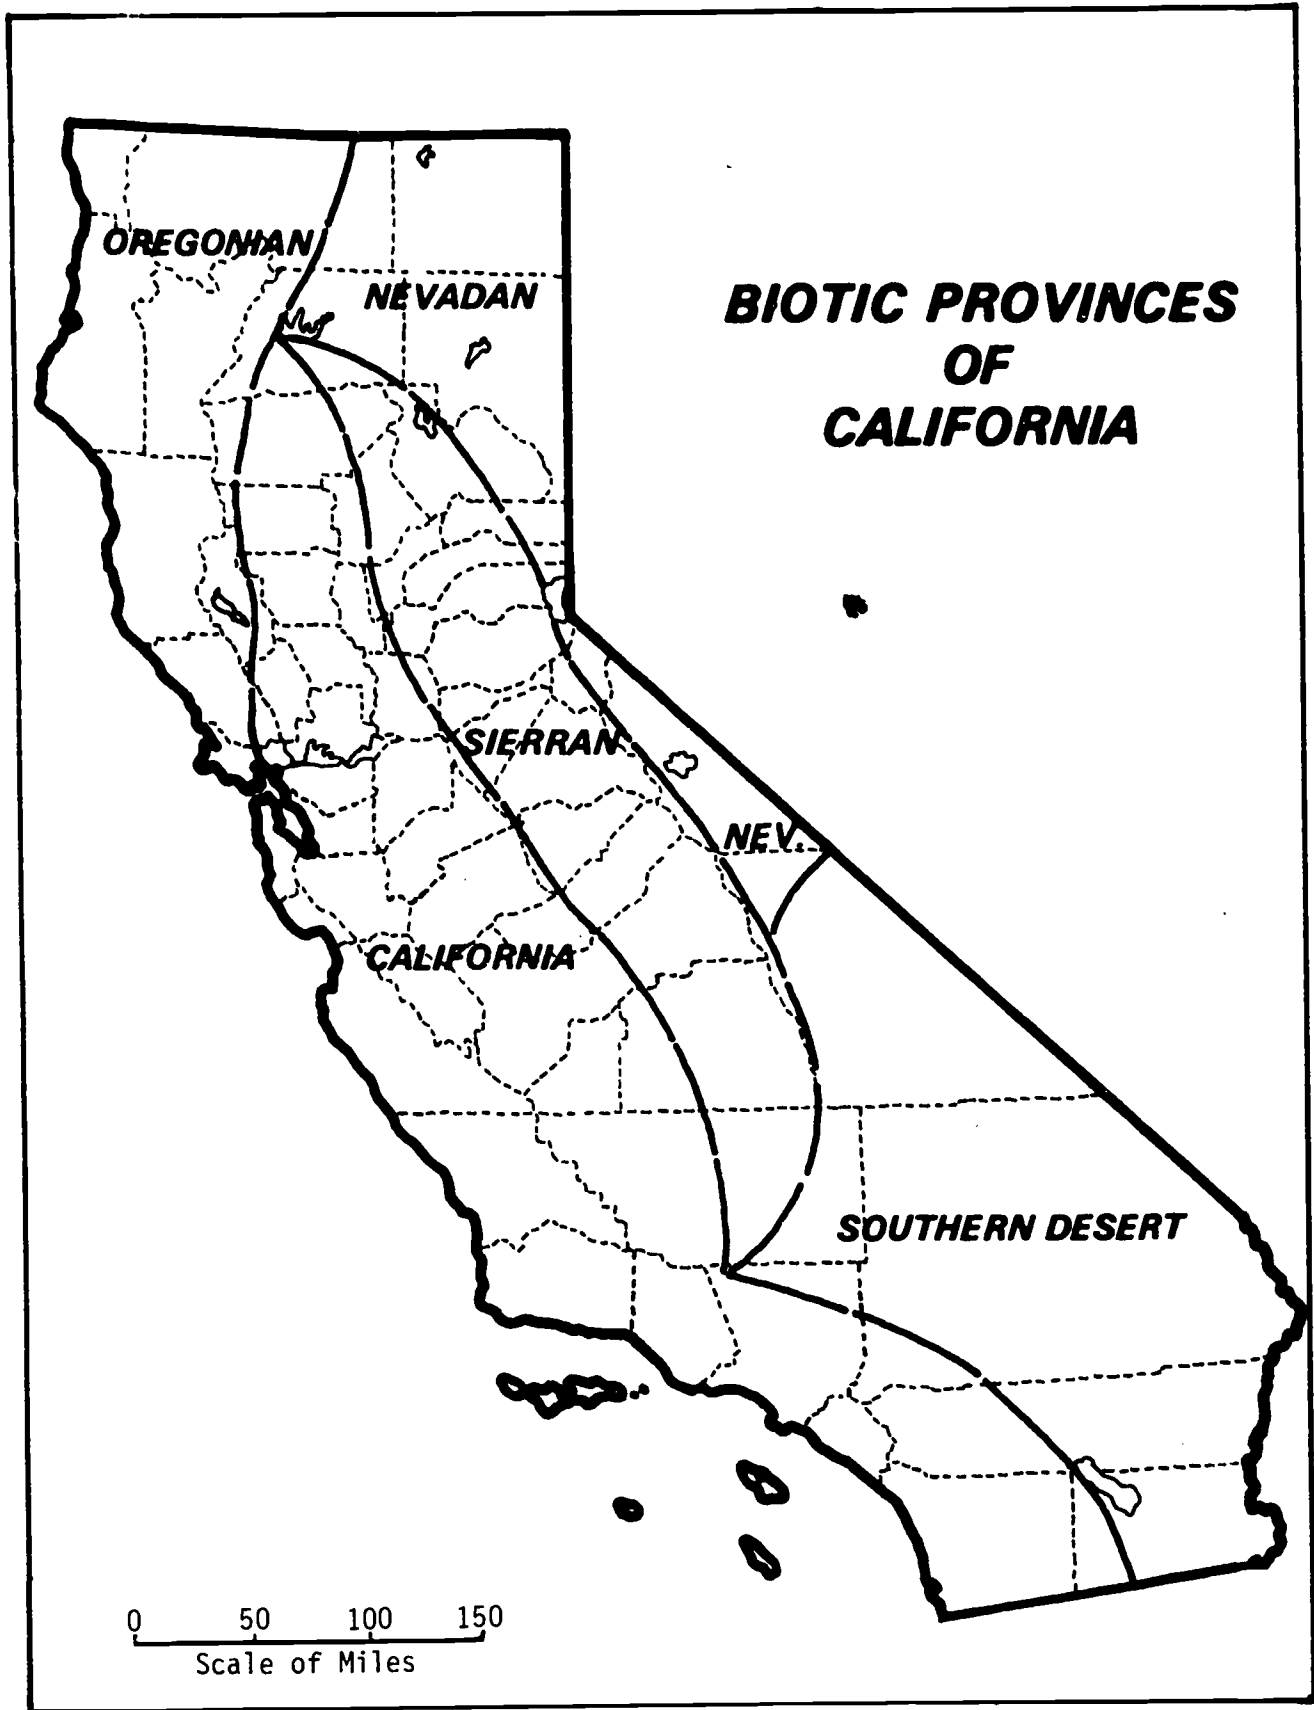 OREGONIAN
NEVADAN
BIOTIC PROVINCES
OF
CALIFORNIA
SIERRAN
NEV.
CALIFORNIA
SOUTHERN DESERT
0 50 100 150
Scale of Miles